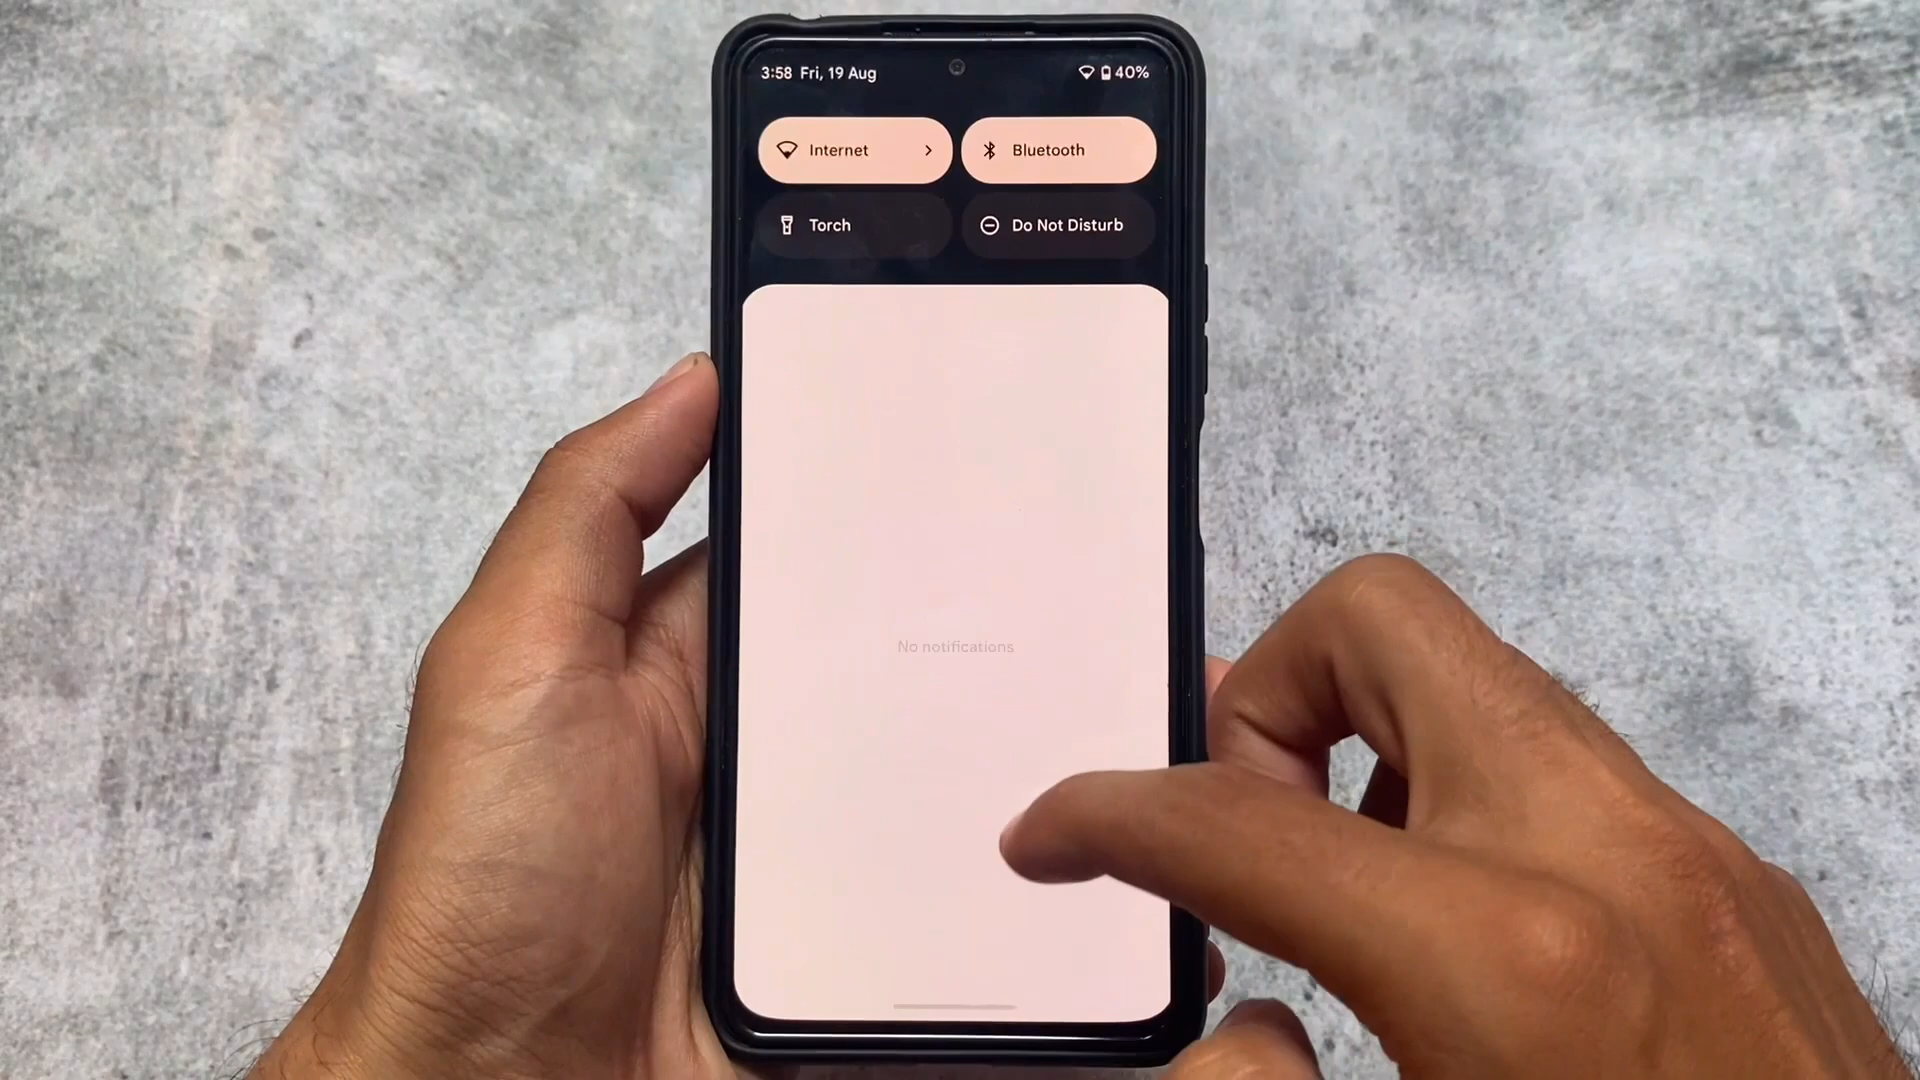 3:58 Fri, 19 Aug 40%
Internet Bluetooth
Torch Do Not Disturb
No notifications